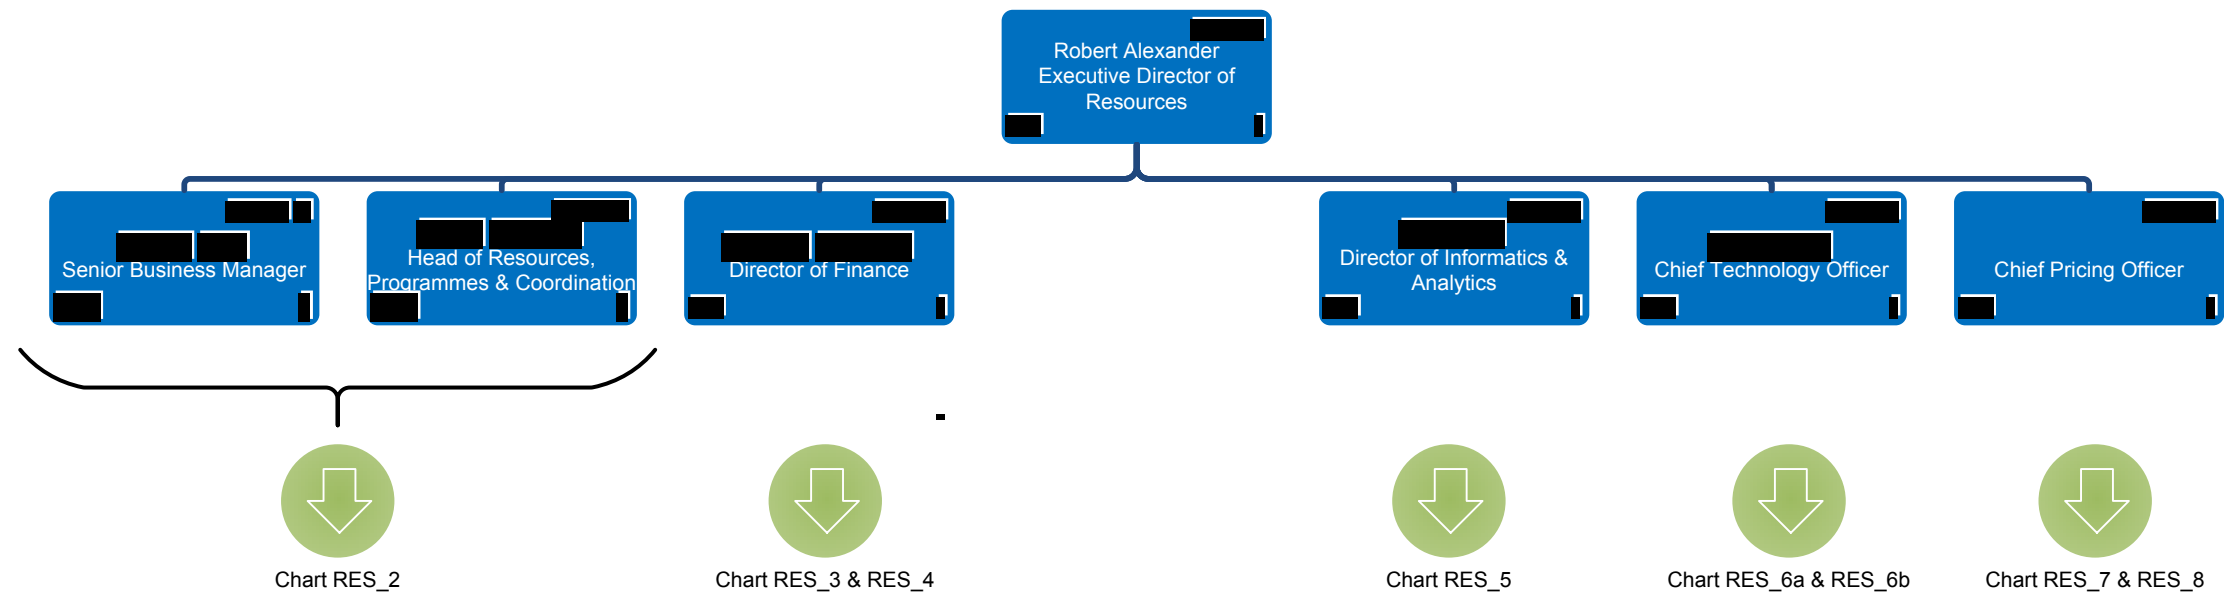 Robert Alexander
Executive Director of
Resources
Senior Business Manager
Head of Resources,
Programmes & Coordination
Director of Finance
Director of Informatics &
Analytics
Chief Technology Officer
Chief Pricing Officer
Chart RES_2
Chart RES_3 & RES_4
Chart RES_5
Chart RES_6a & RES_6b
Chart RES_7 & RES_8